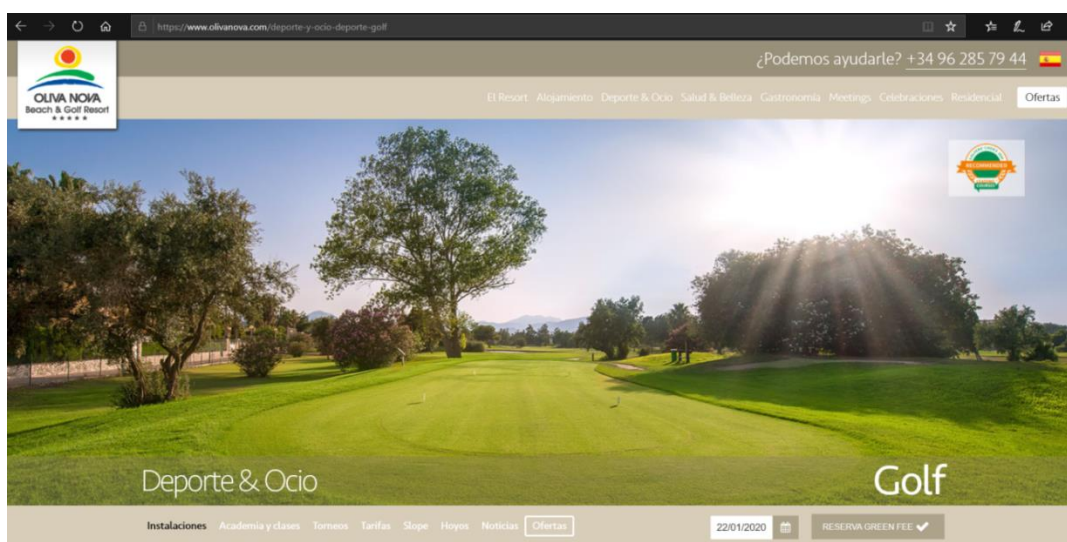 https://www.olivanova.com/deporte-y-ocio-deporte-golf
¿Podemos ayudarle? +34 96 285 79 44
OLIVA NOVA
Beach & Golf Resort
El Resort Alojamiento Deporte & Ocio Salud & Belleza Gastronomía Meetings Celebraciones Residencial Ofertas
RECOMMENDED
Deporte & Ocio
Golf
Instalaciones Academia y clases Torneos Tarifas Slope Hoyos Noticias Ofertas
22/01/2020
RESERVA GREEN FEE